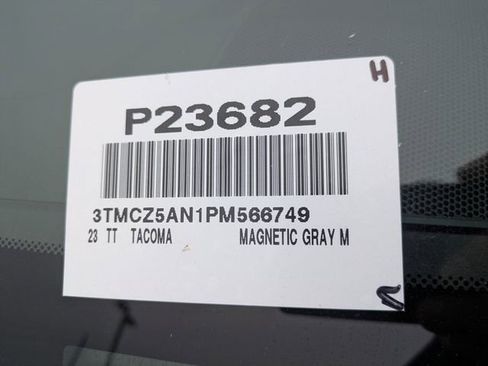 H
P23682
3TMCZ5AN1PM566749
23 TT TACOMA MAGNETIC GRAY M